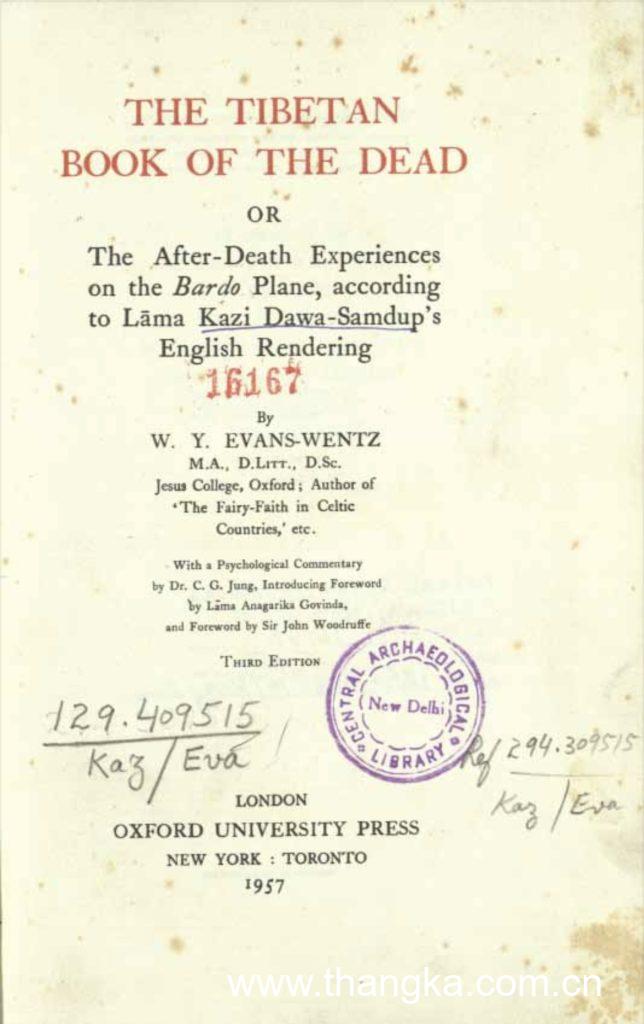 THE TIBETAN
BOOK OF THE DEAD
OR
The After-Death Experiences
on the Bardo Plane, according
to Lāma Kazi Dawa-Samdup's
English Rendering
16167
By
W. Y. EVANS-WENTZ
M.A., D.LITT., D.SC.
Jesus College, Oxford; Author of
'The Fairy-Faith in Celtic
Countries,' etc.
With a Psychological Commentary
by Dr. C. G. Jung, Introducing Foreword
by Lāma Anagarika Govinda,
and Foreword by Sir John Woodruffe
THIRD EDITION
CENTRAL ARCHAEOLOGICAL
New Delhi
LIBRARY
129.409515
Kaz/Eva
Ref 294.309515
Kaz/Eva
LONDON
OXFORD UNIVERSITY PRESS
NEW YORK : TORONTO
1957
www.thangka.com.cn